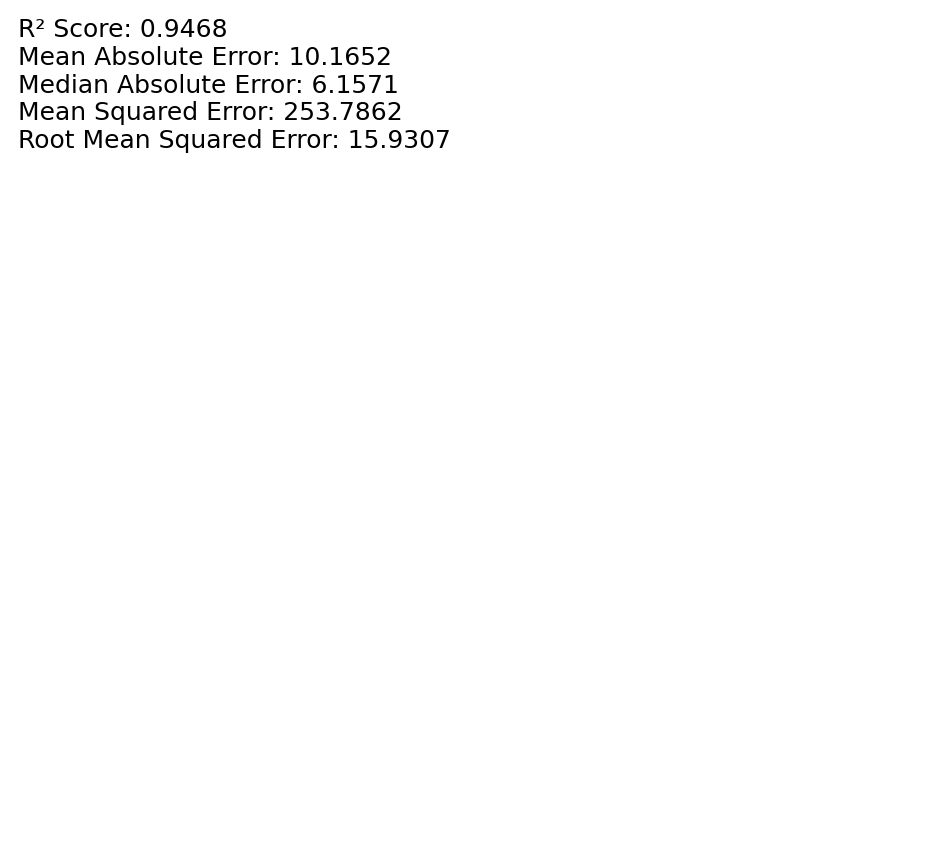 R² Score: 0.9468
Mean Absolute Error: 10.1652
Median Absolute Error: 6.1571
Mean Squared Error: 253.7862
Root Mean Squared Error: 15.9307